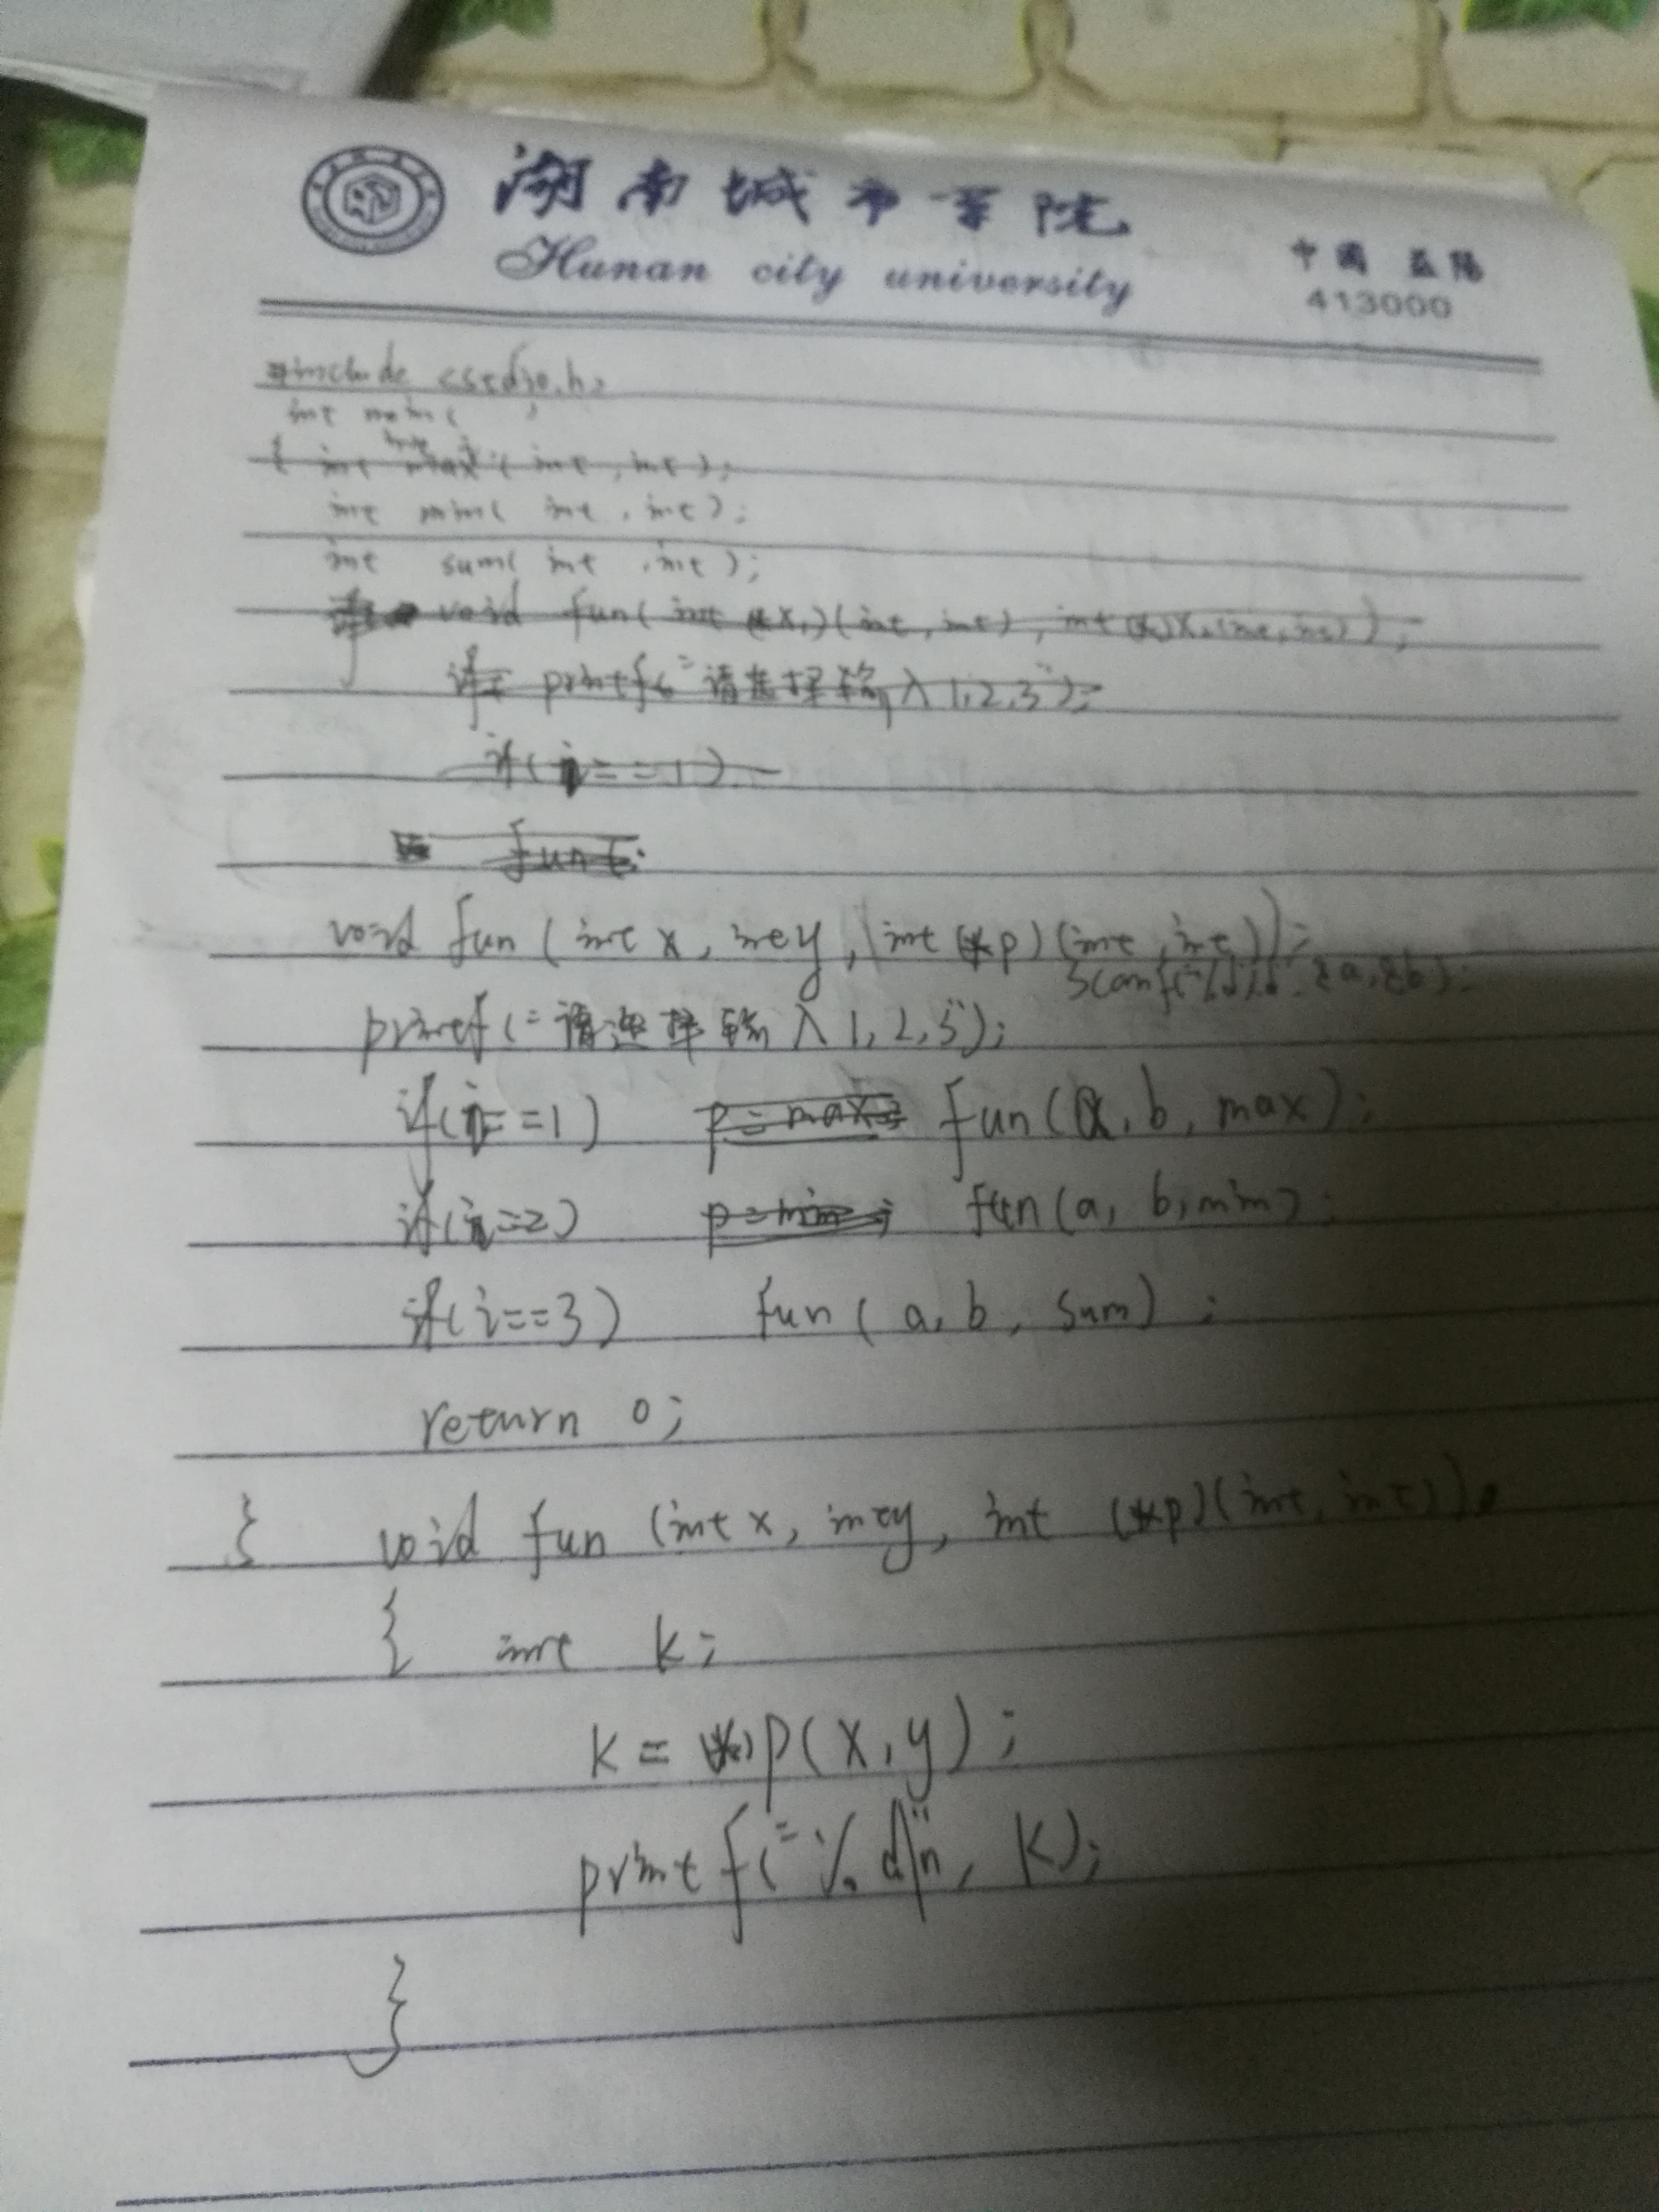 湖南城市学院
Hunan city university
中國 益陽
413000
#include <stdio.h>
int main(
{ int max ( int , int );
int min( int , int );
int sum( int , int );
void fun( int (*x1)(int, int) , int (*)x2(int, int) );
printf("请选择输入1,2,3");
if(i==1)
fun(
void fun (int x, int y, int (*p) (int, int));
scanf("%d%d", &a,&b);
printf("请选择输入1,2,3");
if(i==1) p=max; fun(a, b, max);
if(i==2) p=min; fun(a, b, min);
if(i==3) fun( a, b, sum) ;
return 0;
} void fun (int x, int y, int (*p)(int, int))
{ int k;
k = (*)p(x,y);
printf("%d\n", k);
}